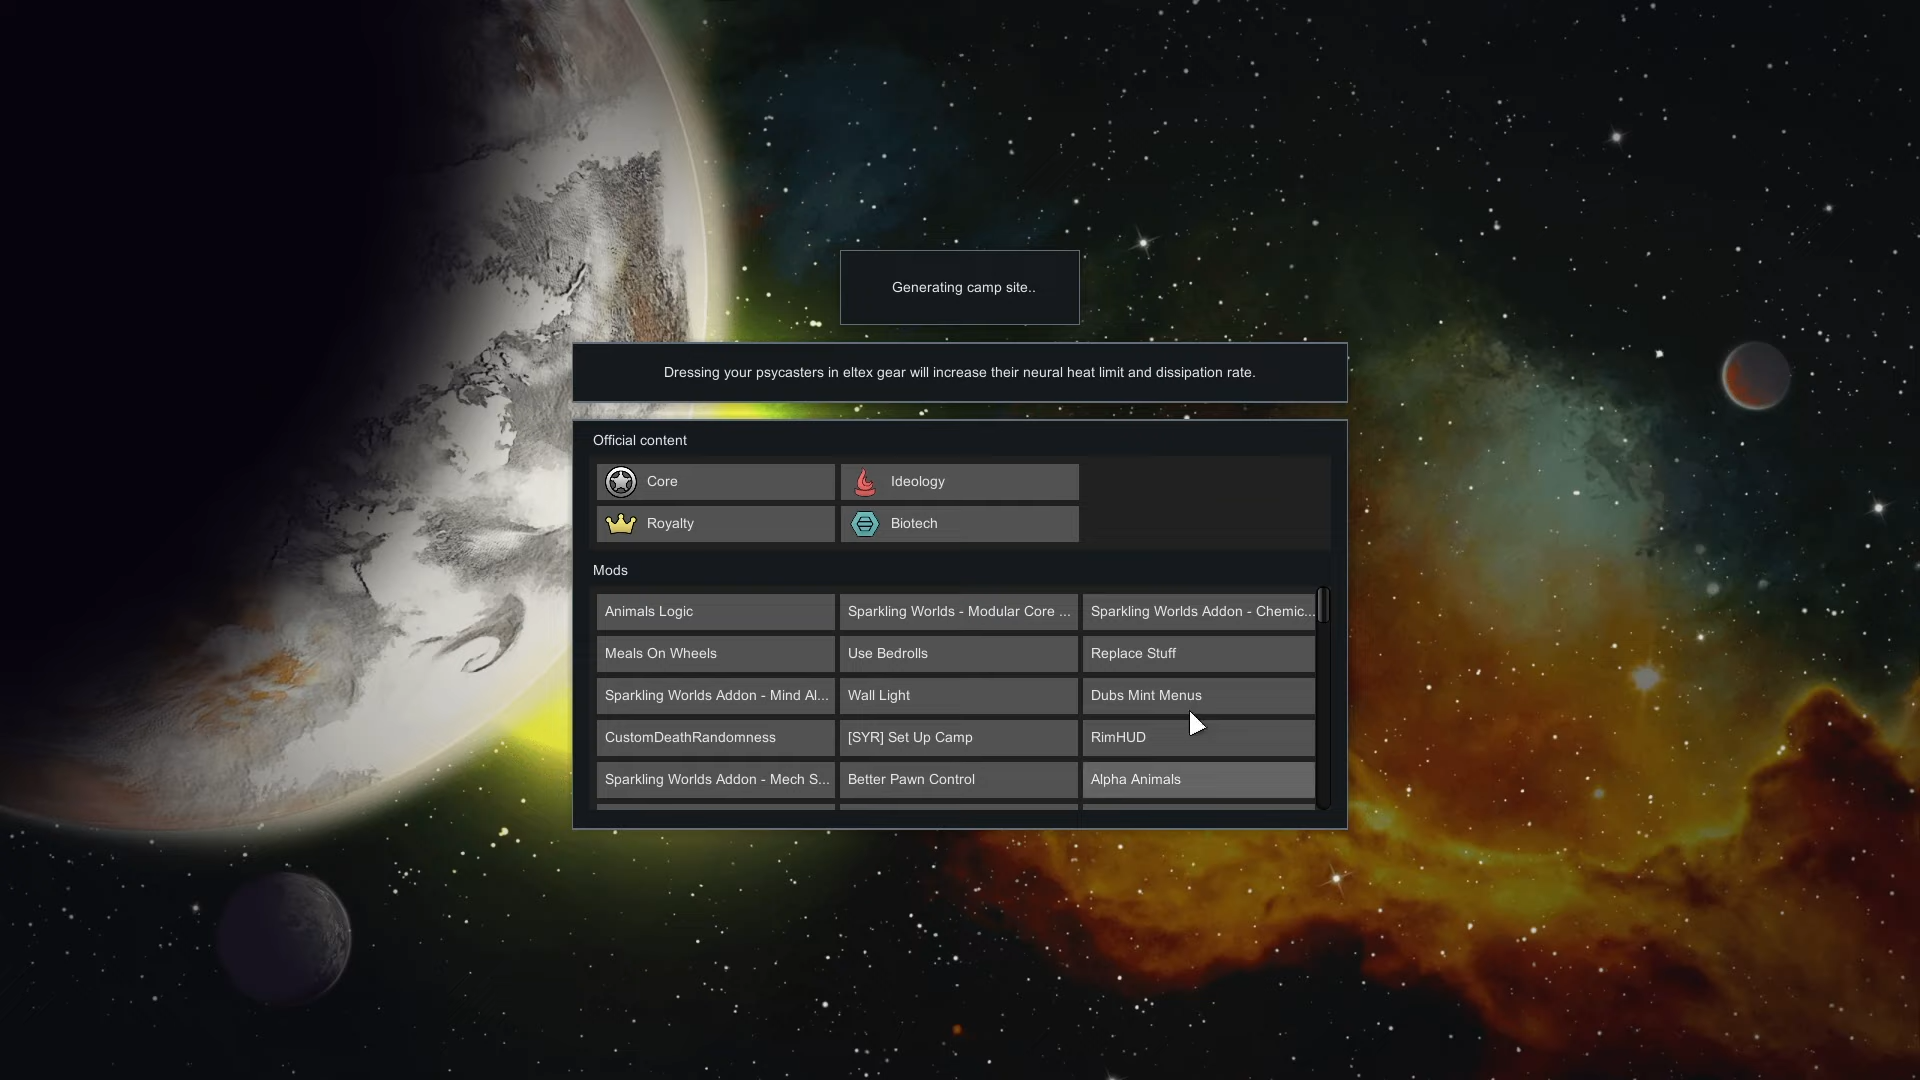 Generating camp site..
Dressing your psycasters in eltex gear will increase their neural heat limit and dissipation rate.
Official content
Core
Ideology
Royalty
Biotech
Mods
Animals Logic
Sparkling Worlds - Modular Core ...
Sparkling Worlds Addon - Chemic...
Meals On Wheels
Use Bedrolls
Replace Stuff
Sparkling Worlds Addon - Mind Al...
Wall Light
Dubs Mint Menus
CustomDeathRandomness
[SYR] Set Up Camp
RimHUD
Sparkling Worlds Addon - Mech S...
Better Pawn Control
Alpha Animals